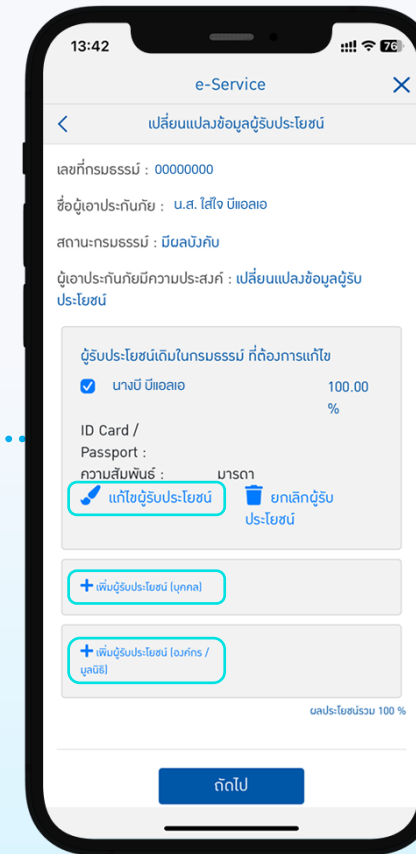 13:42
76
e-Service
เปลี่ยนแปลงข้อมูลผู้รับประโยชน์
เลขที่กรมธรรม์ : 00000000
ชื่อผู้เอาประกันภัย : น.ส. ใส่ใจ บีแอลเอ
สถานะกรมธรรม์ : มีผลบังคับ
ผู้เอาประกันภัยมีความประสงค์ : เปลี่ยนแปลงข้อมูลผู้รับ
ประโยชน์
ผู้รับประโยชน์เดิมในกรมธรรม์ ที่ต้องการแก้ไข
นางบี บีแอลเอ 100.00
%
ID Card /
Passport :
ความสัมพันธ์ : มารดา
แก้ไขผู้รับประโยชน์ ยกเลิกผู้รับ
ประโยชน์
+ เพิ่มผู้รับประโยชน์ (บุคคล)
+ เพิ่มผู้รับประโยชน์ (องค์กร /
มูลนิธิ)
ผลประโยชน์รวม 100 %
ถัดไป